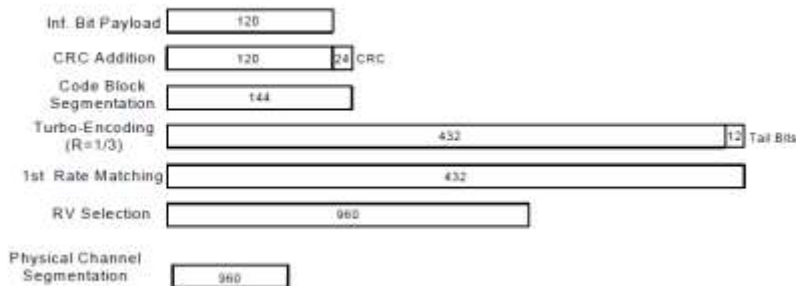 Inf. Bit Payload 120
CRC Addition 120 24 CRC
Code Block
Segmentation 144
Turbo-Encoding
(R=1/3) 432 12 Tail Bits
1st Rate Matching 432
RV Selection 960
Physical Channel
Segmentation 960